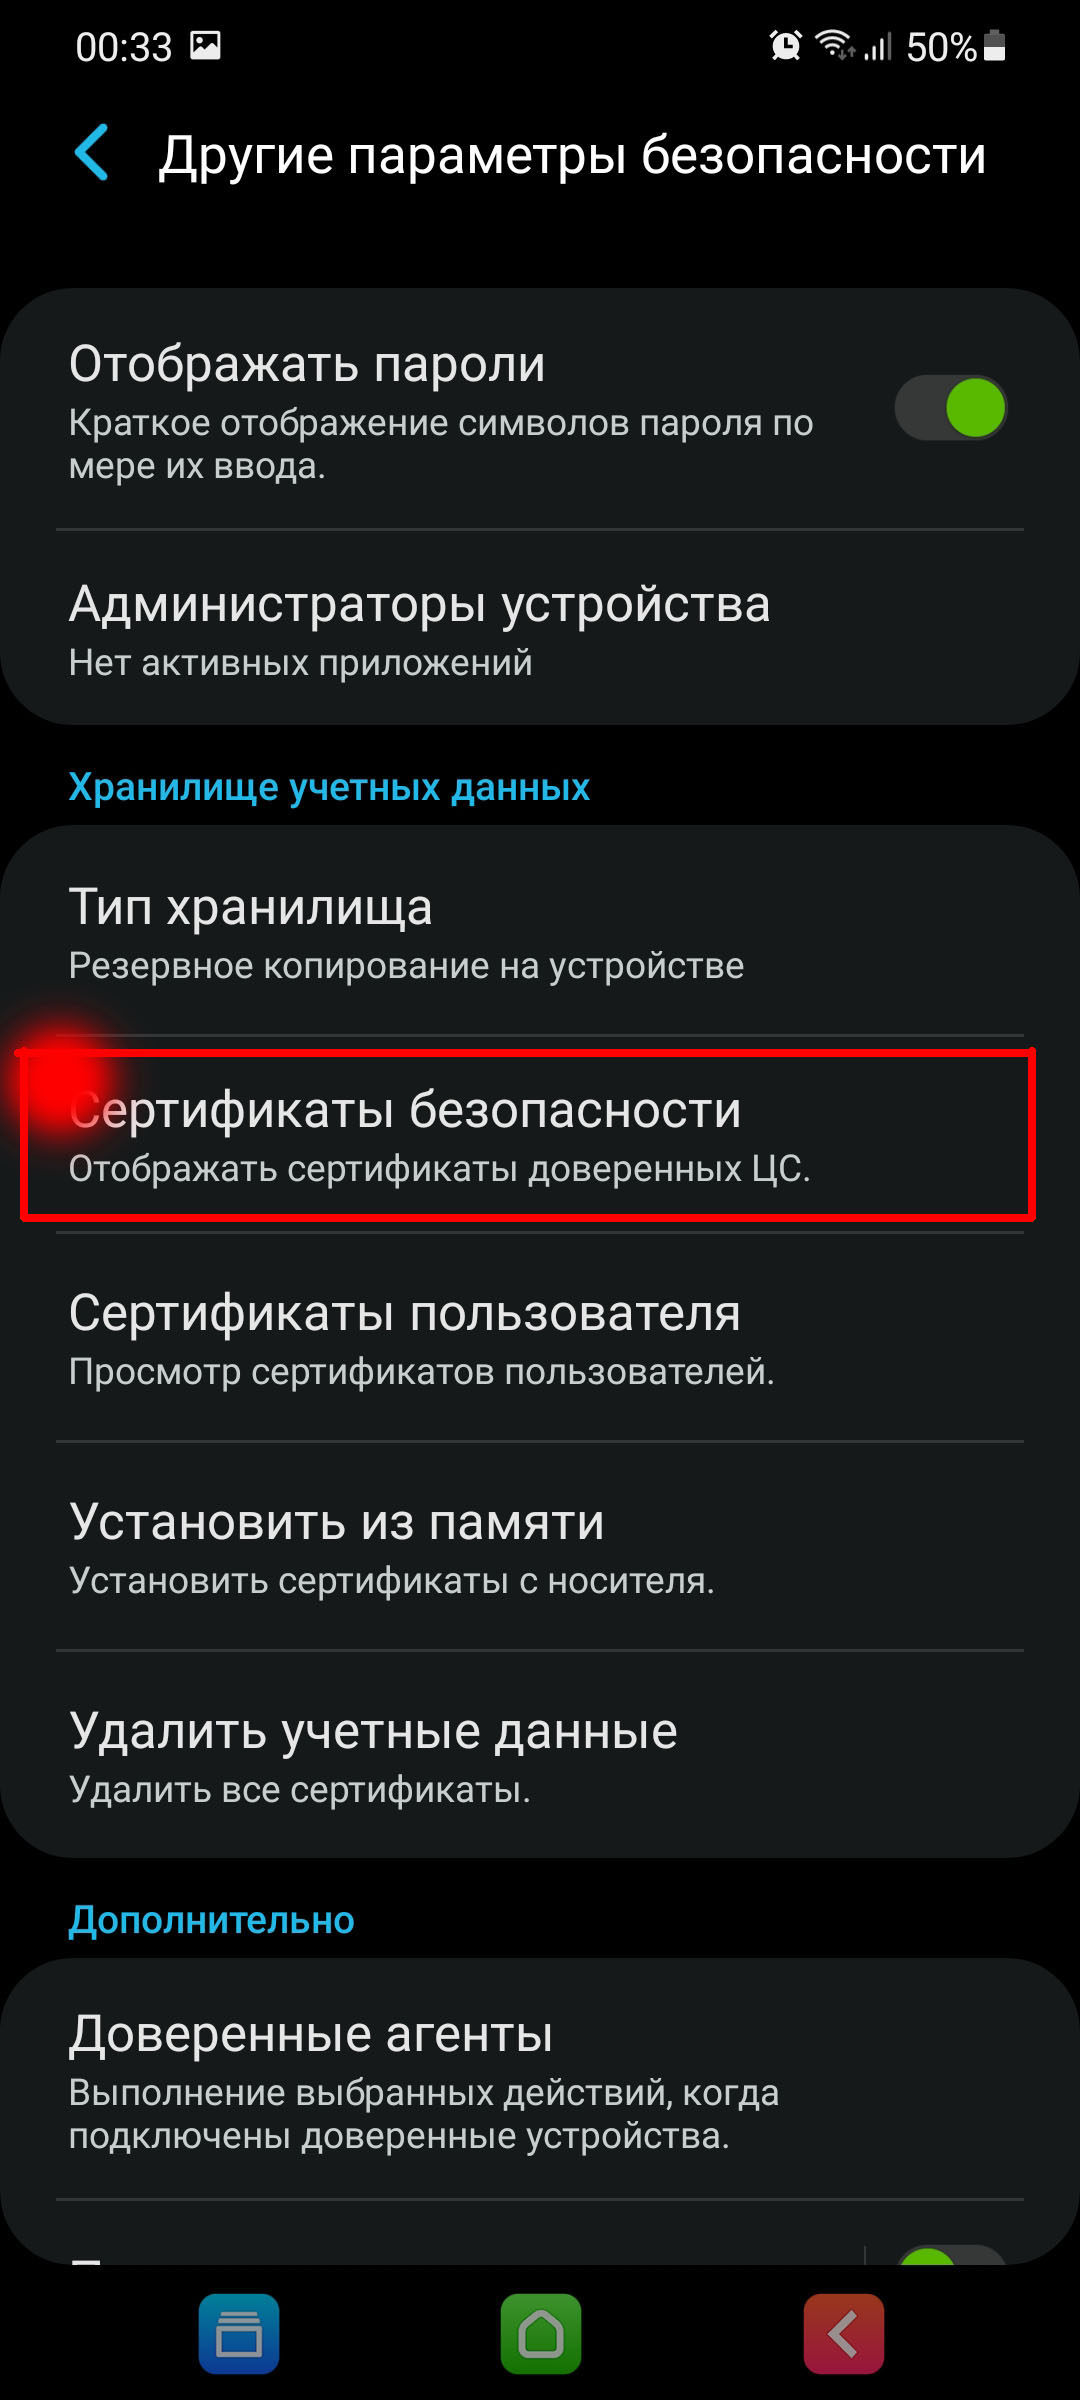 00:33
50%
Другие параметры безопасности
Отображать пароли
Краткое отображение символов пароля по
мере их ввода.
Администраторы устройства
Нет активных приложений
Хранилище учетных данных
Тип хранилища
Резервное копирование на устройстве
Сертификаты безопасности
Отображать сертификаты доверенных ЦС.
Сертификаты пользователя
Просмотр сертификатов пользователей.
Установить из памяти
Установить сертификаты с носителя.
Удалить учетные данные
Удалить все сертификаты.
Дополнительно
Доверенные агенты
Выполнение выбранных действий, когда
подключены доверенные устройства.